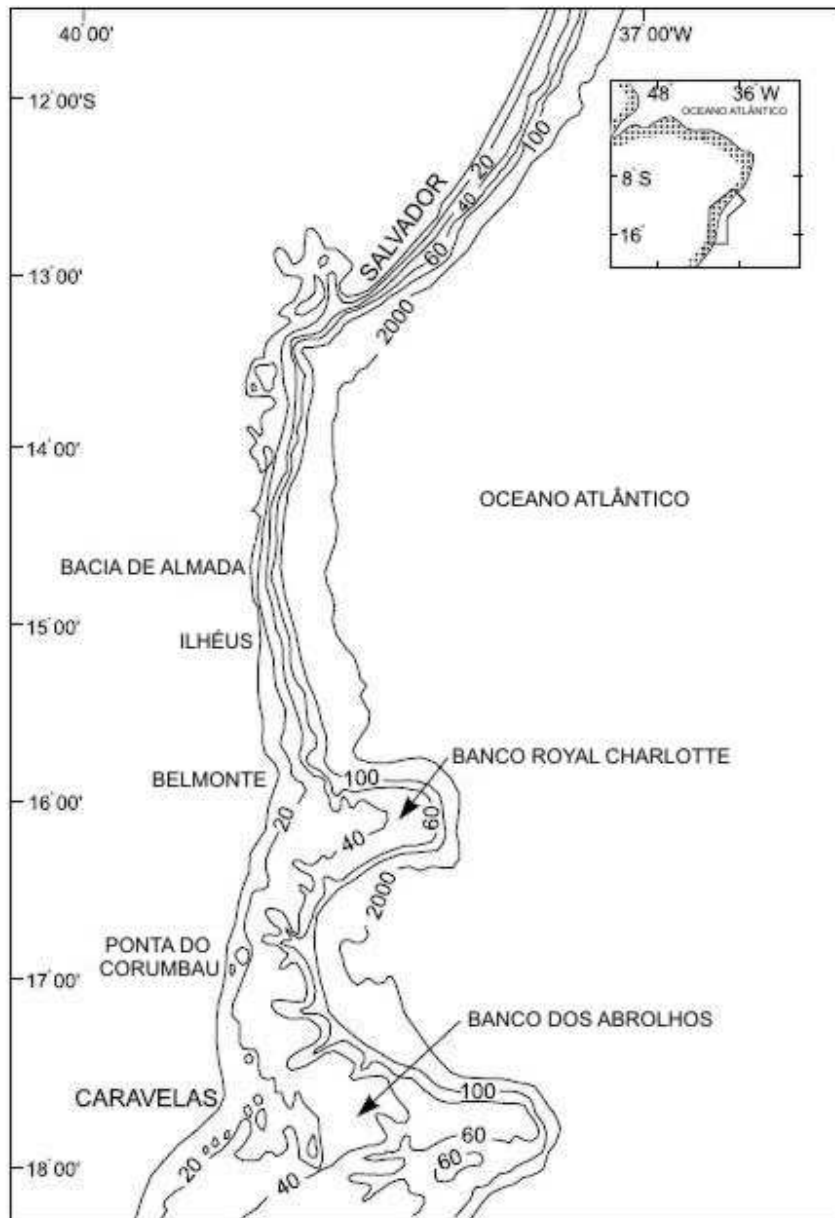 40°00'
37°00'W
12°00'S
48°
36°W
OCEANO ATLÂNTICO
8°S
16°
20
40
60
100
SALVADOR
13°00'
2000
14°00'
OCEANO ATLÂNTICO
BACIA DE ALMADA
15°00'
ILHÉUS
BANCO ROYAL CHARLOTTE
BELMONTE
100
16°00'
20
40
60
2000
PONTA DO
CORUMBAU
17°00'
BANCO DOS ABROLHOS
CARAVELAS
100
60
60
20
40
18°00'